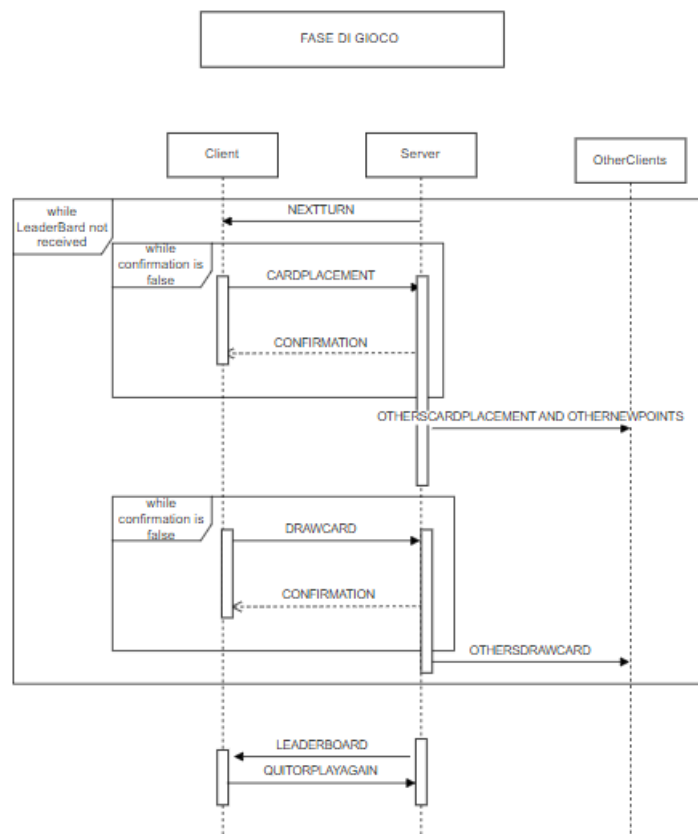 FASE DI GIOCO
Client
Server
OtherClients
while
LeaderBard not
received
NEXTTURN
while
confirmation is
false
CARDPLACEMENT
CONFIRMATION
OTHERSCARDPLACEMENT AND OTHERNEWPOINTS
while
confirmation is
false
DRAWCARD
CONFIRMATION
OTHERSDRAWCARD
LEADERBOARD
QUITORPLAYAGAIN